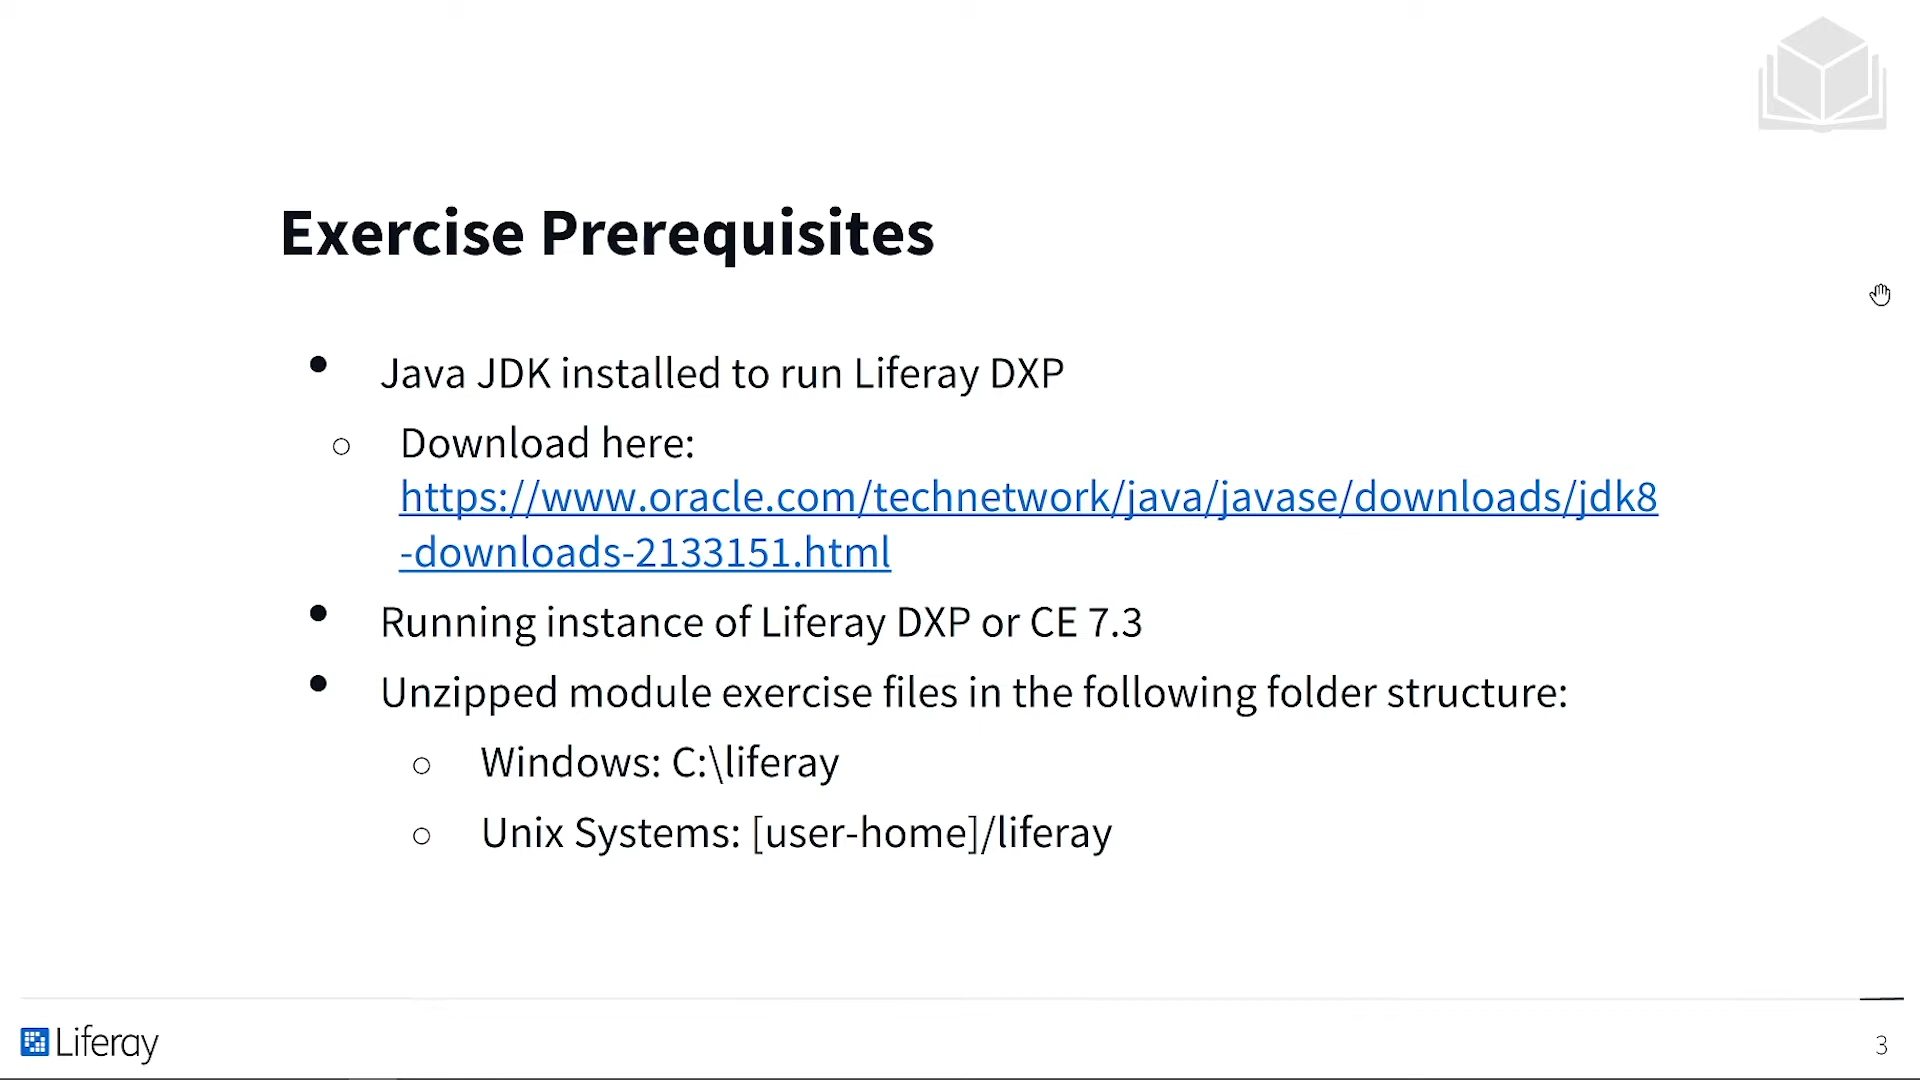 Exercise Prerequisites
Java JDK installed to run Liferay DXP
Download here:
https://www.oracle.com/technetwork/java/javase/downloads/jdk8
-downloads-2133151.html
Running instance of Liferay DXP or CE 7.3
Unzipped module exercise files in the following folder structure:
Windows: C:\liferay
Unix Systems: [user-home]/liferay
Liferay
3